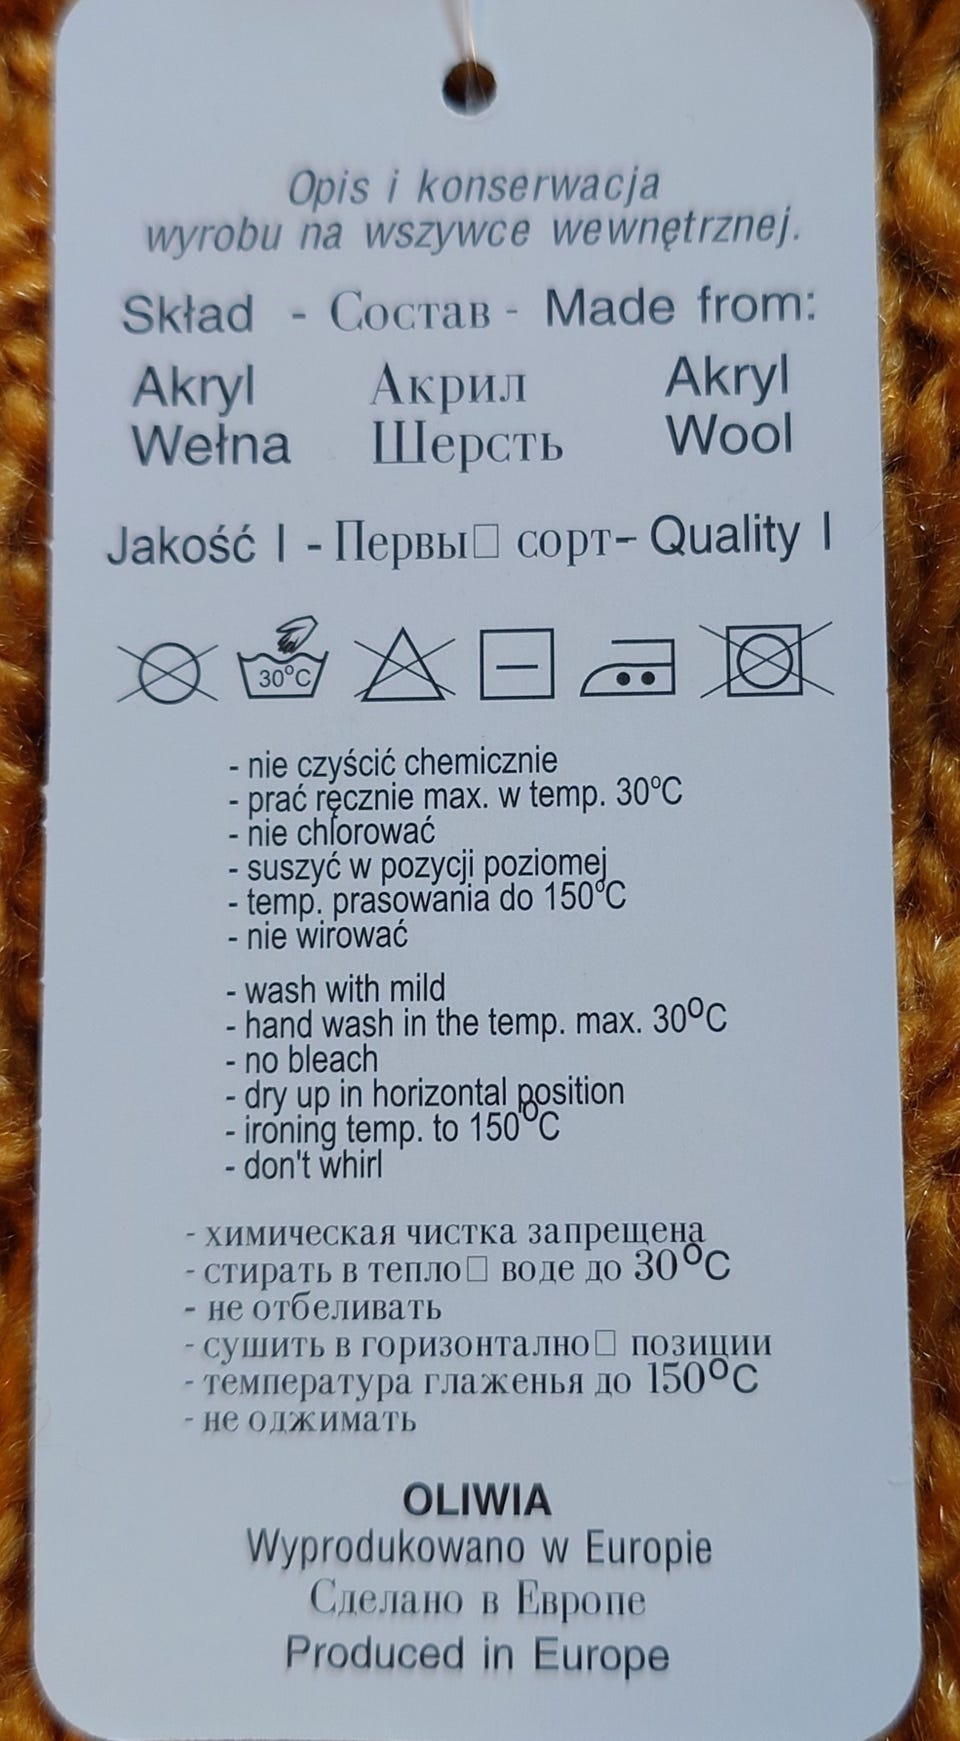 Opis i konserwacja
wyrobu na wszywce wewnętrznej.
Skład - Состав - Made from:
Akryl Акрил Akryl
Wełna Шерсть Wool
Jakość I - Первы□ сорт- Quality I
30°C
- nie czyścić chemicznie
- prać ręcznie max. w temp. 30°C
- nie chlorować
- suszyć w pozycji poziomej
- temp. prasowania do 150°C
- nie wirować
- wash with mild
- hand wash in the temp. max. 30°C
- no bleach
- dry up in horizontal position
- ironing temp. to 150°C
- don't whirl
- химическая чистка запрещена
- стирать в тепло□ воде до 30°C
- не отбеливать
- сушить в горизонтално□ позиции
- температура глаженья до 150°C
- не оджимать
OLIWIA
Wyprodukowano w Europie
Сделано в Европе
Produced in Europe